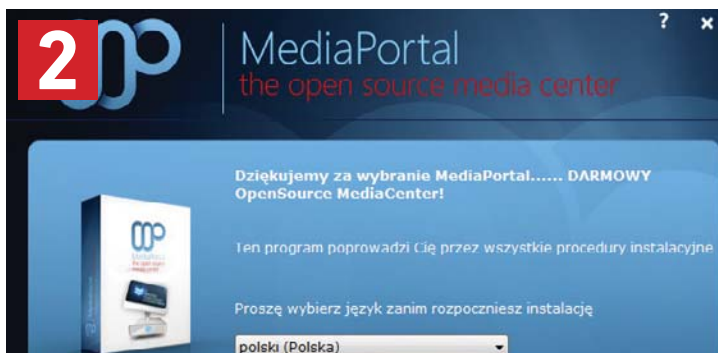 2
MediaPortal
the open source media center
? ×
Dziękujemy za wybranie MediaPortal...... DARMOWY
OpenSource MediaCenter!
Ten program poprowadzi Cię przez wszystkie procedury instalacyjne
Proszę wybierz język zanim rozpoczniesz instalację
polski (Polska)